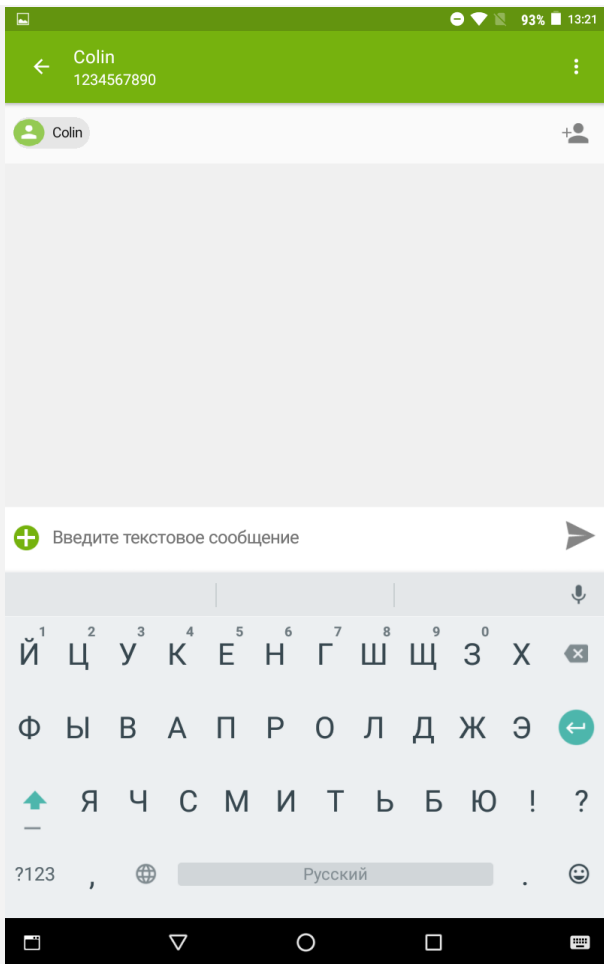 93% 13:21
Colin
1234567890
Colin
Введите текстовое сообщение
1 2 3 4 5 6 7 8 9 0
Й Ц У К Е Н Г Ш Щ З Х
Ф Ы В А П Р О Л Д Ж Э
Я Ч С М И Т Ь Б Ю ! ?
?123 , Русский .